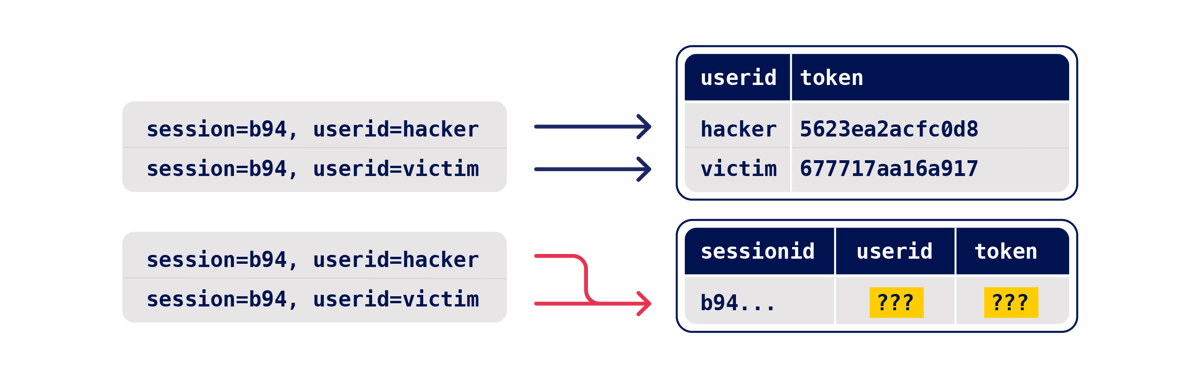 session=b94, userid=hacker
session=b94, userid=victim
userid token
hacker 5623ea2acfc0d8
victim 677717aa16a917
session=b94, userid=hacker
session=b94, userid=victim
sessionid userid token
b94... ??? ???